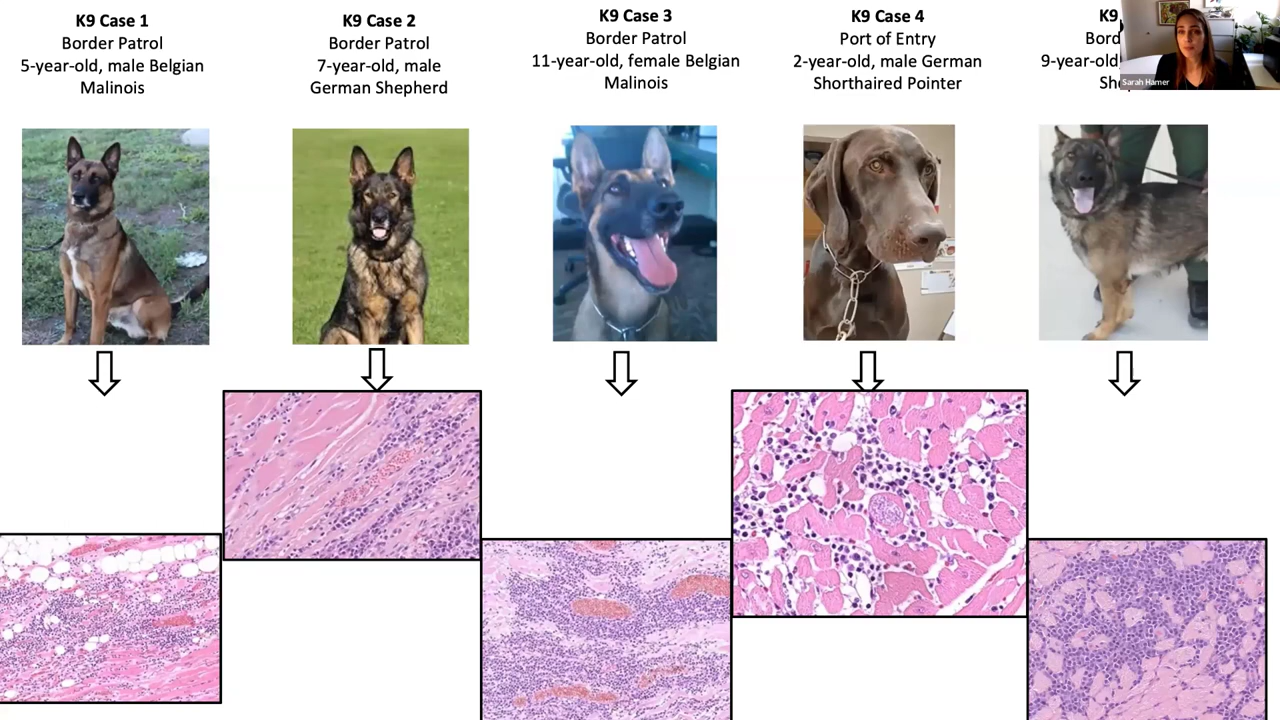 K9 Case 1
Border Patrol
5-year-old, male Belgian
Malinois
K9 Case 2
Border Patrol
7-year-old, male
German Shepherd
K9 Case 3
Border Patrol
11-year-old, female Belgian
Malinois
K9 Case 4
Port of Entry
2-year-old, male German
Shorthaired Pointer
K9
Bord
9-year-old
She
Sarah Hamer